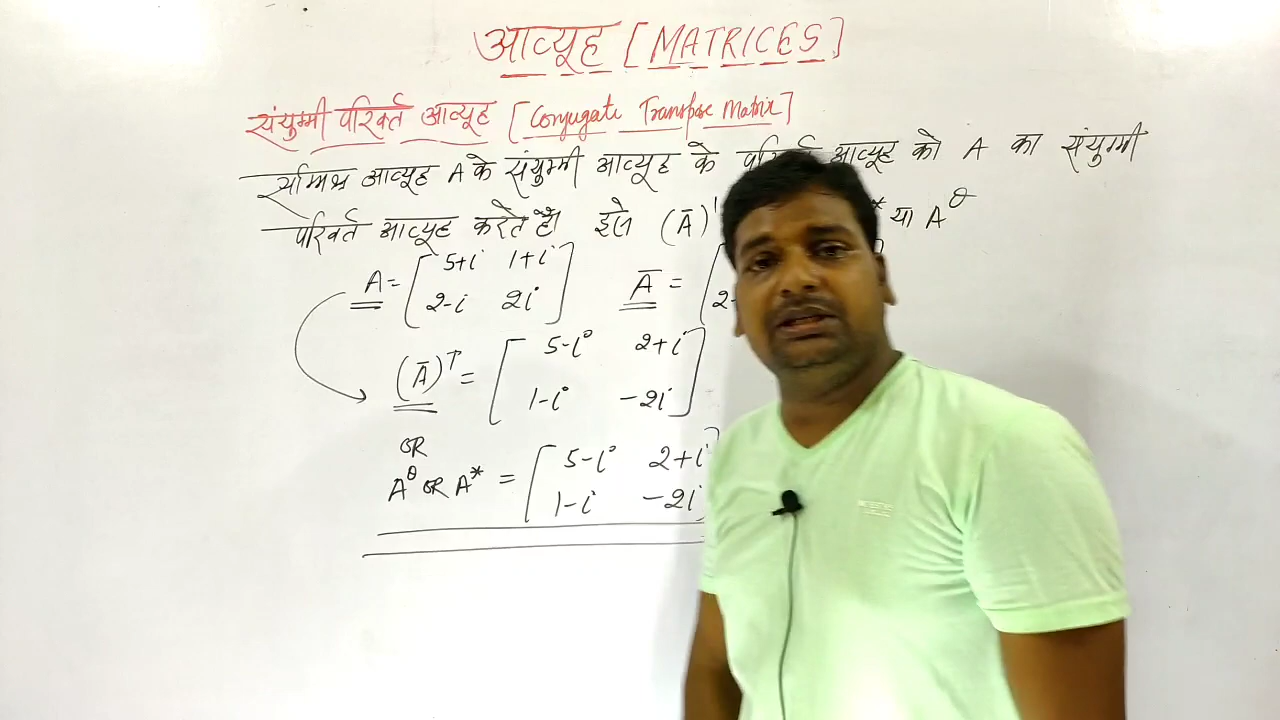 आव्यूह [MATRICES]
संयुग्मी परिवर्त आव्यूह [Conjugate Transpose Matrix]
सम्मिश्र आव्यूह A के संयुग्मी आव्यूह के आव्यूह को A का संयुग्मी
परिवर्त आव्यूह कहते हैं। इसे (Ā) * या A^θ
A = [ 5+i 1+i
2-i 2i ]
Ā = [
2-
(Ā)^T = [ 5-i 2+i
1-i -2i ]
OR
A^θ OR A* = [ 5-i 2+i
1-i -2i ]